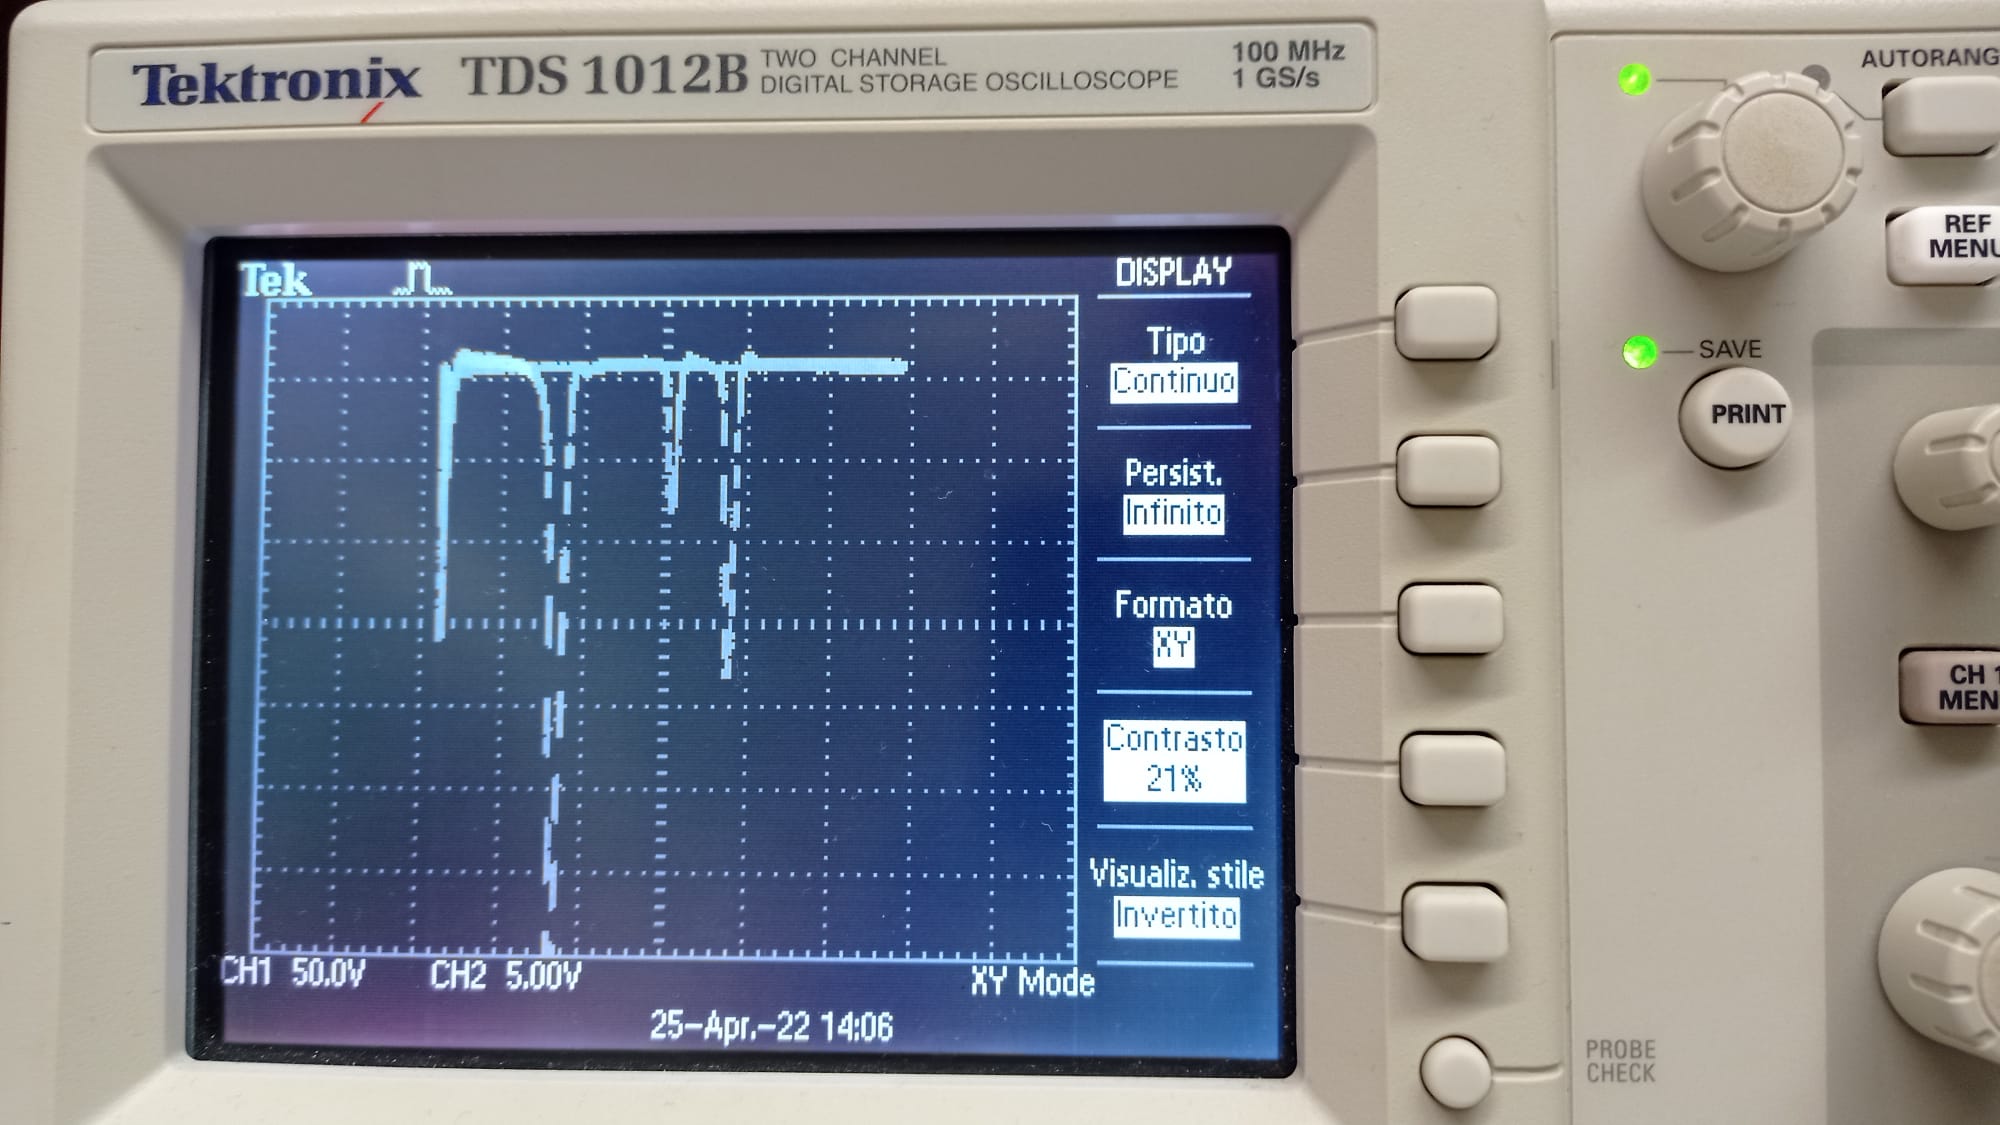 Tektronix TDS 1012B TWO CHANNEL
DIGITAL STORAGE OSCILLOSCOPE
100 MHz
1 GS/s
AUTORANG
REF
MENU
SAVE
PRINT
CH 1
MEN
PROBE
CHECK
Tek
DISPLAY
Tipo
Continuo
Persist.
Infinito
Formato
XY
Contrasto
21%
Visualiz. stile
Invertito
CH1 50.0V CH2 5.00V XY Mode
25-Apr.-22 14:06